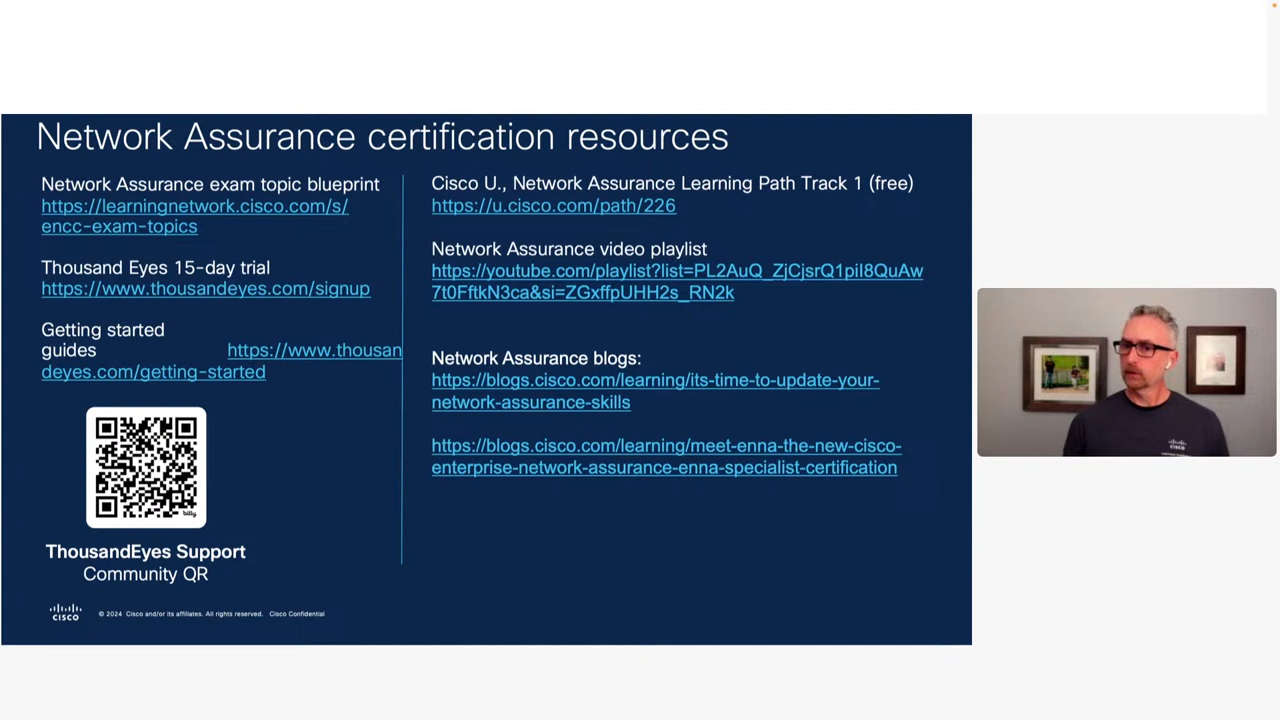 Network Assurance certification resources
Network Assurance exam topic blueprint
https://learningnetwork.cisco.com/s/
encc-exam-topics
Thousand Eyes 15-day trial
https://www.thousandeyes.com/signup
Getting started
guides https://www.thousan
deyes.com/getting-started
bitly
ThousandEyes Support
Community QR
CISCO
© 2024 Cisco and/or its affiliates. All rights reserved. Cisco Confidential
Cisco U., Network Assurance Learning Path Track 1 (free)
https://u.cisco.com/path/226
Network Assurance video playlist
https://youtube.com/playlist?list=PL2AuQ_ZjCjsrQ1piI8QuAw
7t0FftkN3ca&si=ZGxffpUHH2s_RN2k
Network Assurance blogs:
https://blogs.cisco.com/learning/its-time-to-update-your-
network-assurance-skills
https://blogs.cisco.com/learning/meet-enna-the-new-cisco-
enterprise-network-assurance-enna-specialist-certification
CISCO